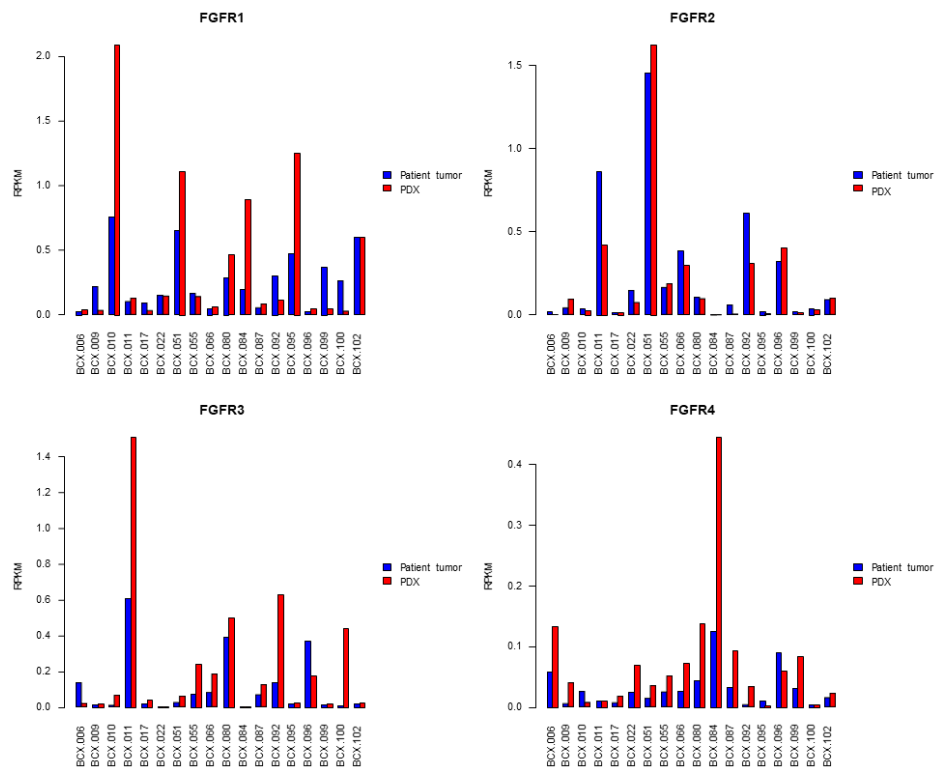 FGFR1
2.0
1.5
1.0
0.5
0.0
RPKM
Patient tumor
PDX
BCX.006
BCX.009
BCX.010
BCX.011
BCX.017
BCX.022
BCX.051
BCX.055
BCX.066
BCX.080
BCX.084
BCX.087
BCX.092
BCX.095
BCX.096
BCX.099
BCX.100
BCX.102
FGFR2
1.5
1.0
0.5
0.0
RPKM
Patient tumor
PDX
BCX.006
BCX.009
BCX.010
BCX.011
BCX.017
BCX.022
BCX.051
BCX.055
BCX.066
BCX.080
BCX.084
BCX.087
BCX.092
BCX.095
BCX.096
BCX.099
BCX.100
BCX.102
FGFR3
1.4
1.2
1.0
0.8
0.6
0.4
0.2
0.0
RPKM
Patient tumor
PDX
BCX.006
BCX.009
BCX.010
BCX.011
BCX.017
BCX.022
BCX.051
BCX.055
BCX.066
BCX.080
BCX.084
BCX.087
BCX.092
BCX.095
BCX.096
BCX.099
BCX.100
BCX.102
FGFR4
0.4
0.3
0.2
0.1
0.0
RPKM
Patient tumor
PDX
BCX.006
BCX.009
BCX.010
BCX.011
BCX.017
BCX.022
BCX.051
BCX.055
BCX.066
BCX.080
BCX.084
BCX.087
BCX.092
BCX.095
BCX.096
BCX.099
BCX.100
BCX.102